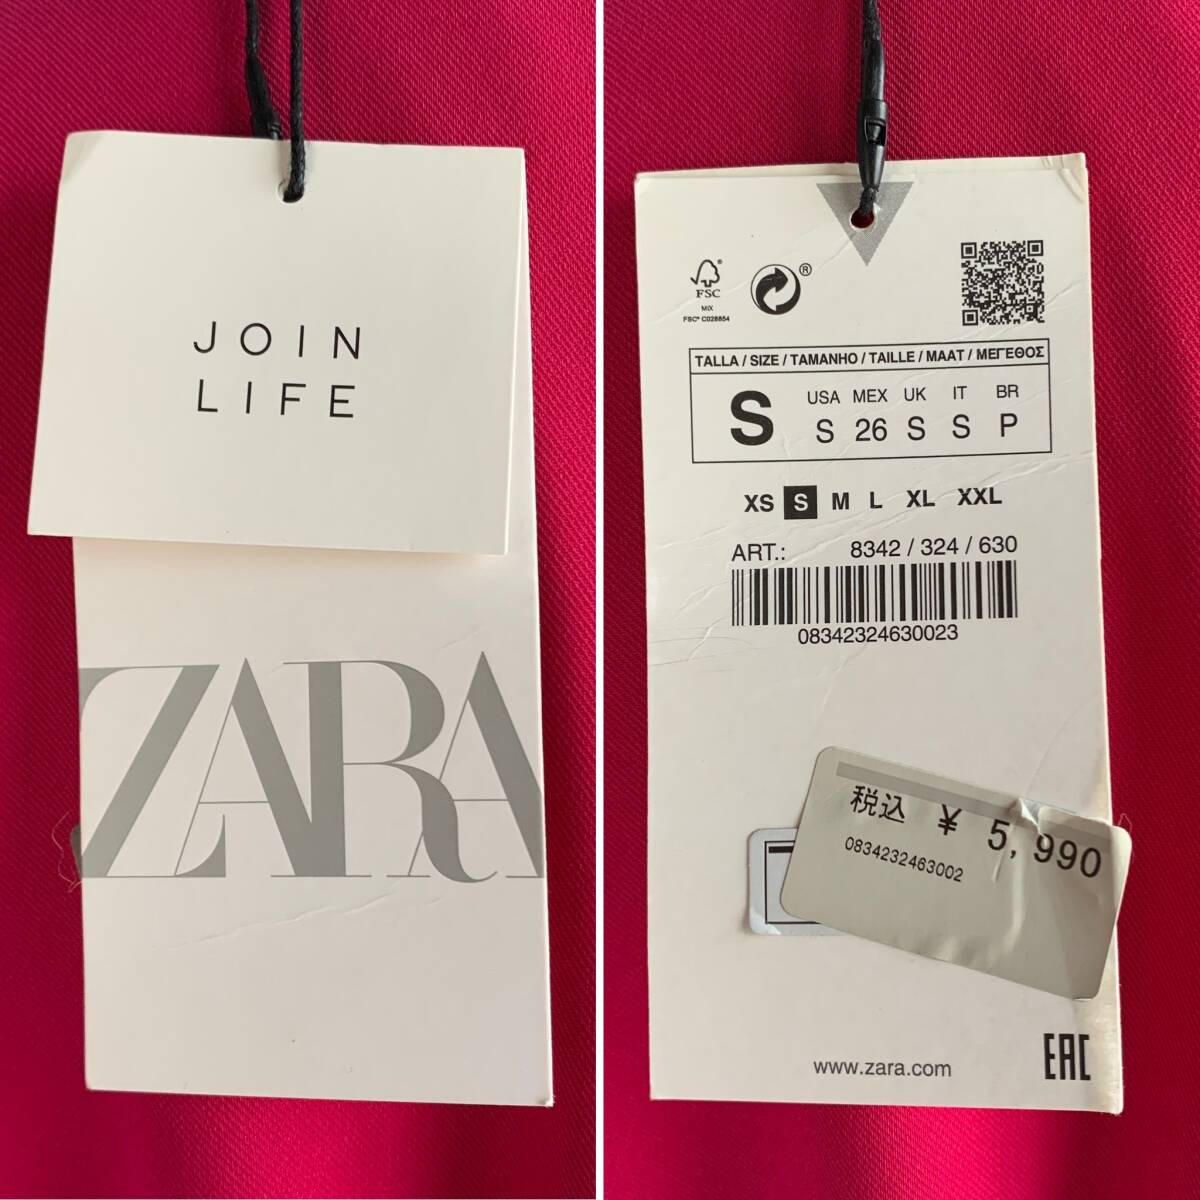 JOIN
LIFE
ZARA
FSC®
MIX
FSC® C028854
®
TALLA / SIZE / TAMANHO / TAILLE / MAAT / ΜΕΓΕΘΟΣ
S
USA MEX UK IT BR
S 26 S S P
XS S M L XL XXL
ART.: 8342 / 324 / 630
08342324630023
税込 ¥ 5,990
0834232463002
www.zara.com
EAC